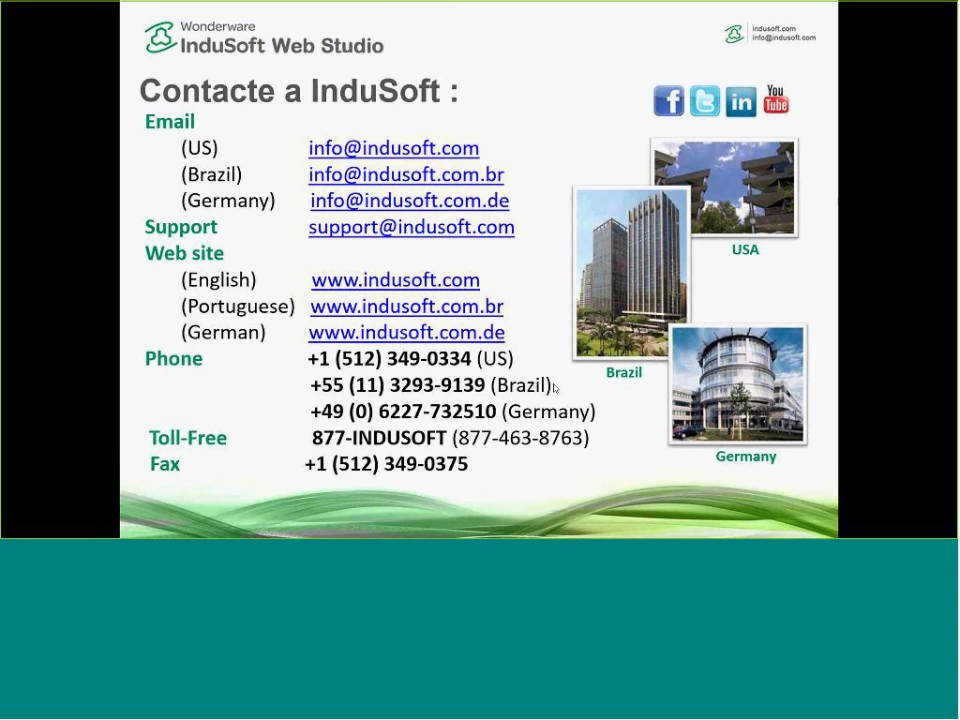 Wonderware
InduSoft Web Studio
indusoft.com
info@indusoft.com
Contacte a InduSoft :
Email
(US) info@indusoft.com
(Brazil) info@indusoft.com.br
(Germany) info@indusoft.com.de
Support support@indusoft.com
Web site
(English) www.indusoft.com
(Portuguese) www.indusoft.com.br
(German) www.indusoft.com.de
Phone +1 (512) 349-0334 (US)
+55 (11) 3293-9139 (Brazil)
+49 (0) 6227-732510 (Germany)
Toll-Free 877-INDUSOFT (877-463-8763)
Fax +1 (512) 349-0375
f t in You Tube
USA
Brazil
Germany